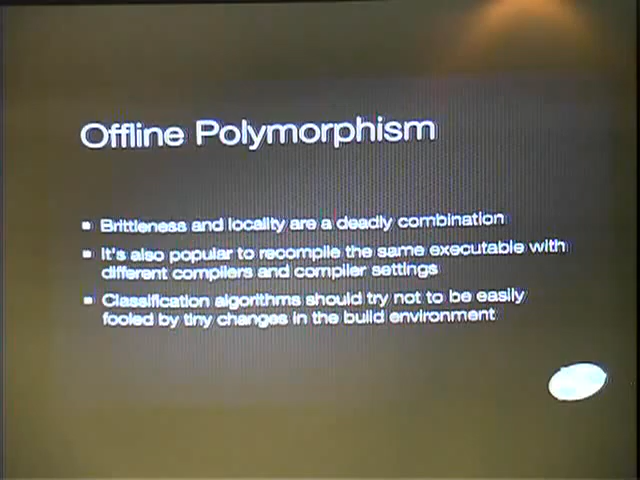 Offline Polymorphism
Brittleness and locality are a deadly combination
It's also popular to recompile the same executable with
different compilers and compiler settings
Classification algorithms should try not to be easily
fooled by tiny changes in the build environment